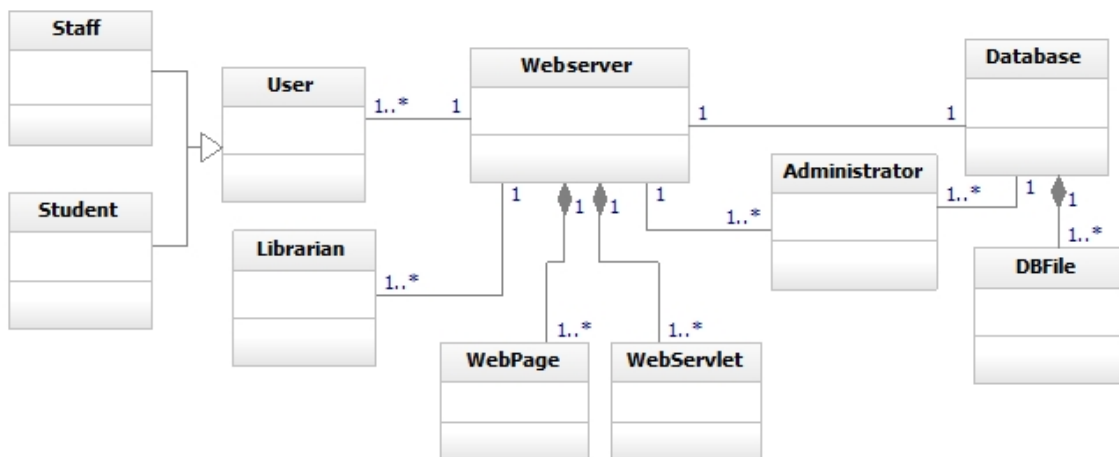 Staff
Webserver
Database
User
1..*
1
1
1
Administrator
Student
1
1
1
1
1..*
1
1
1..*
1..*
Librarian
DBFile
1..*
1..*
1..*
WebPage
WebServlet